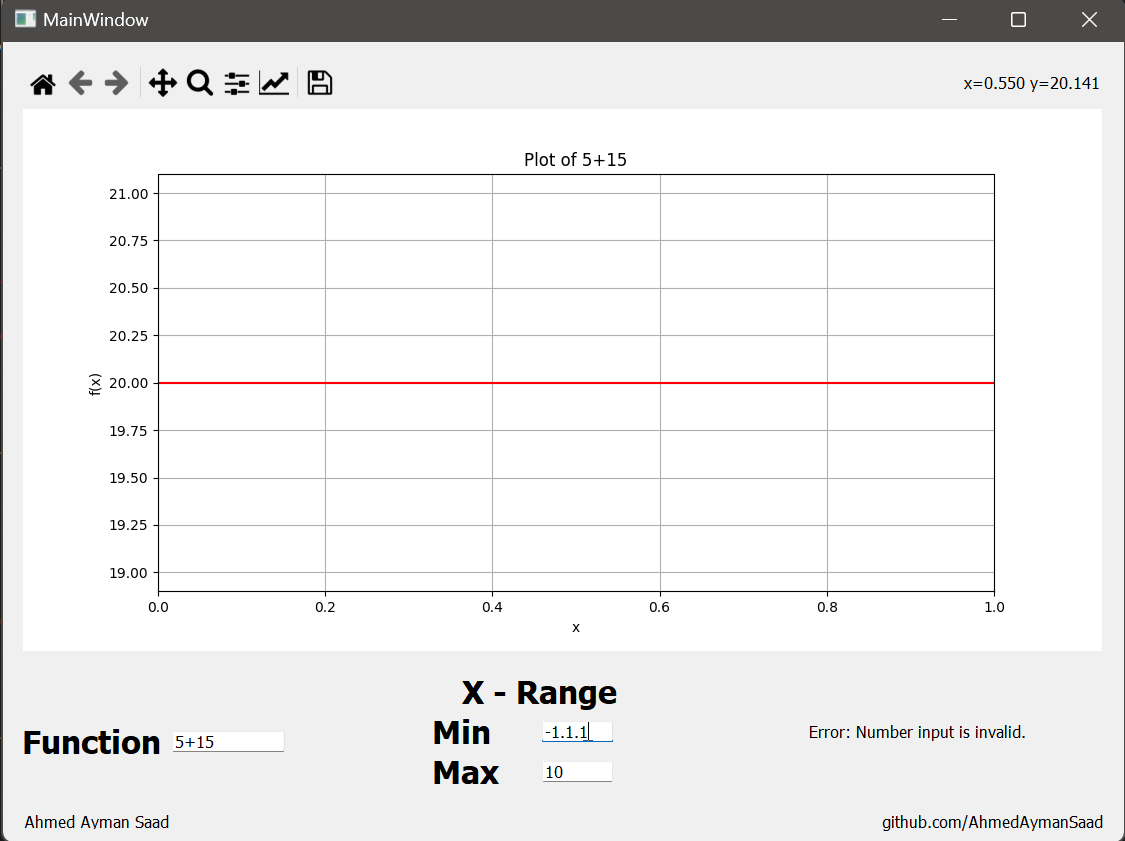 MainWindow
x=0.550 y=20.141
Plot of 5+15
21.00
20.75
20.50
20.25
20.00
19.75
19.50
19.25
19.00
f(x)
0.0 0.2 0.4 0.6 0.8 1.0
x
X - Range
Function 5+15
Min -1.1.1
Max 10
Error: Number input is invalid.
Ahmed Ayman Saad
github.com/AhmedAymanSaad